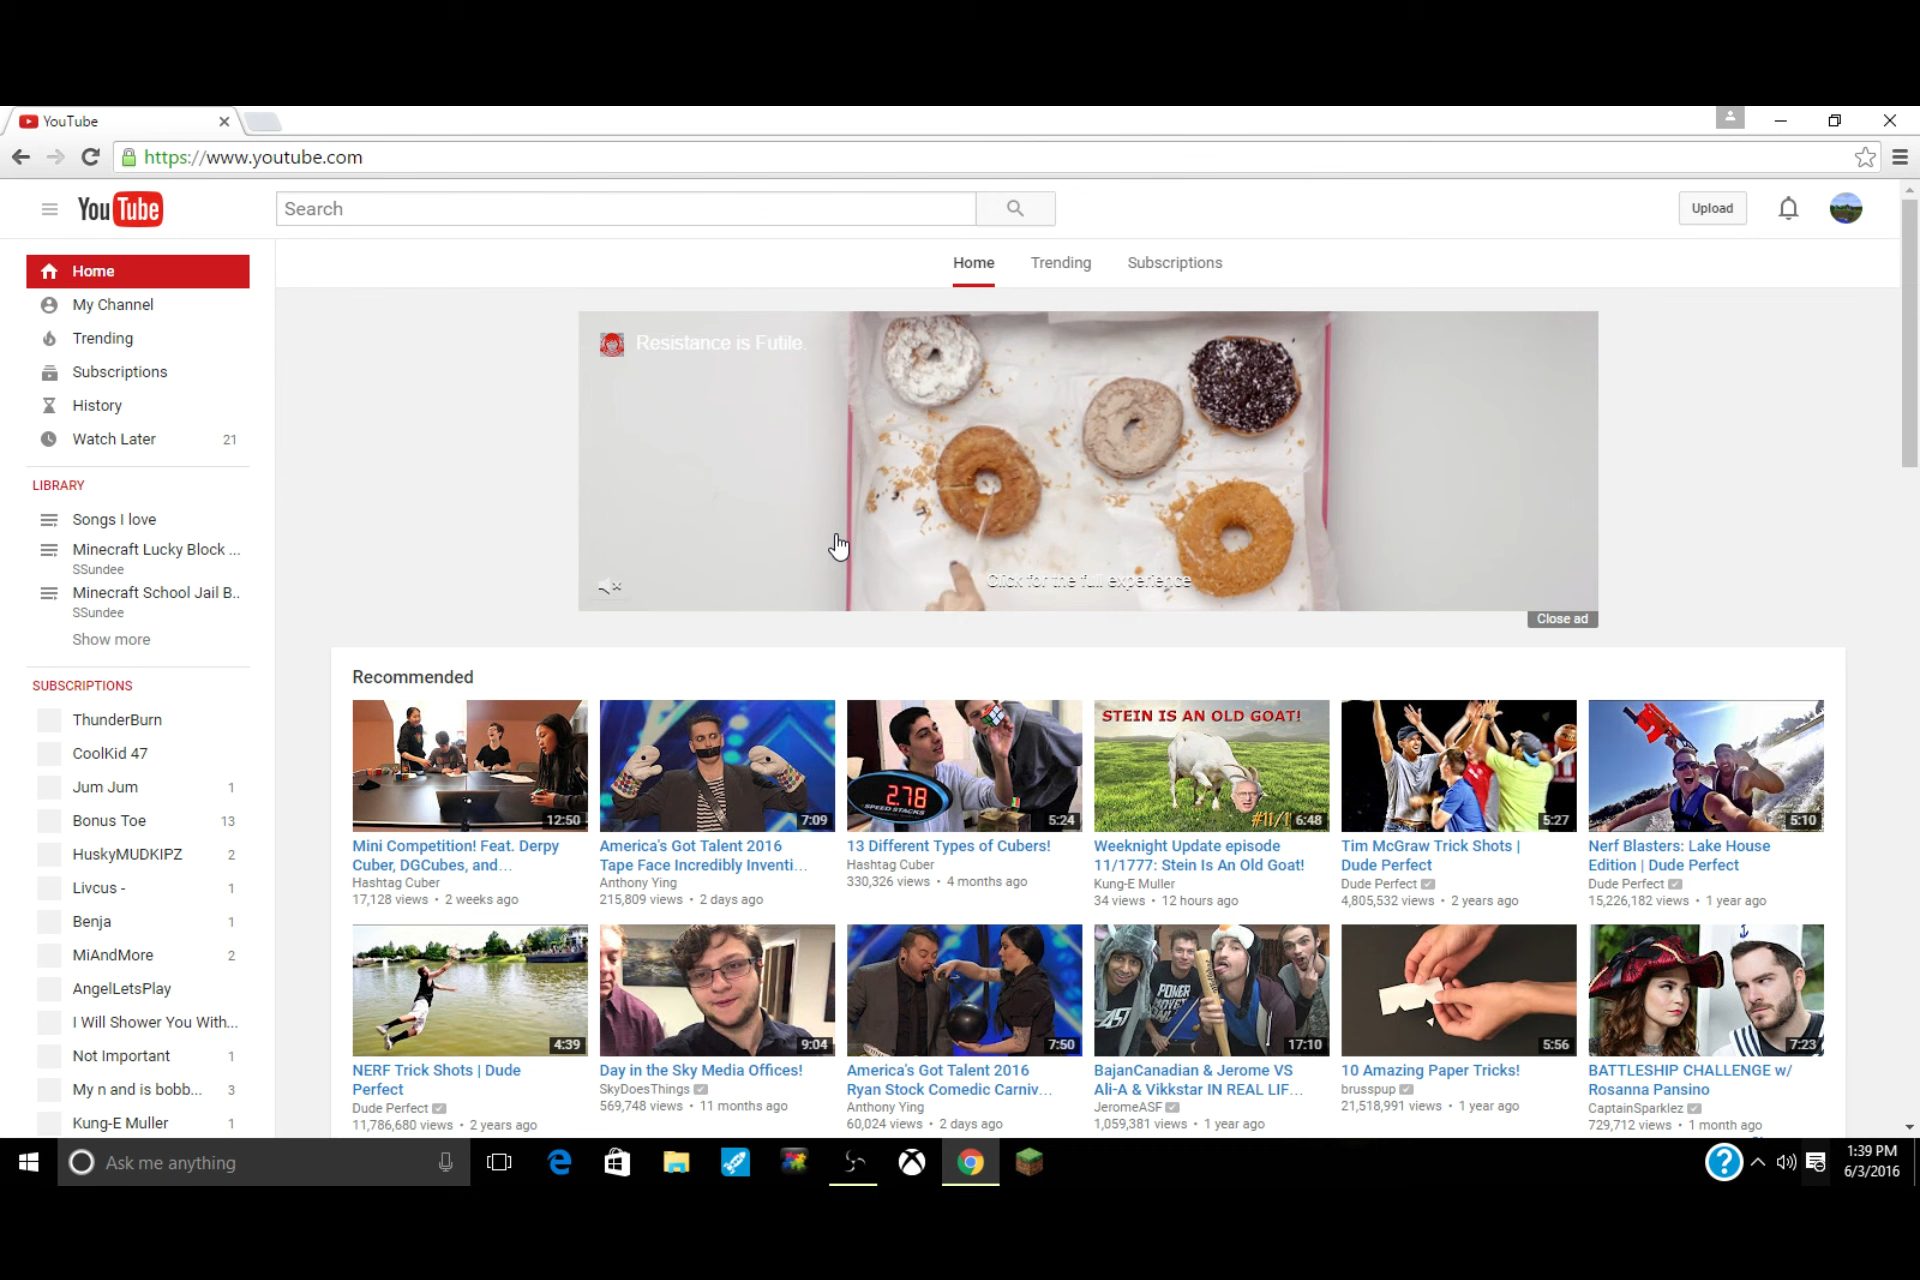 YouTube
https://www.youtube.com
YouTube
Search
Upload
Home
My Channel
Trending
Subscriptions
History
Watch Later 21
LIBRARY
Songs I love
Minecraft Lucky Block ...
SSundee
Minecraft School Jail B..
SSundee
Show more
SUBSCRIPTIONS
ThunderBurn
CoolKid 47
Jum Jum 1
Bonus Toe 13
HuskyMUDKIPZ 2
Livcus - 1
Benja 1
MiAndMore 2
AngelLetsPlay
I Will Shower You With...
Not Important 1
My n and is bobb... 3
Kung-E Muller 1
Home Trending Subscriptions
Resistance is Futile.
Click for the full experience
Close ad
Recommended
12:50
Mini Competition! Feat. Derpy
Cuber, DGCubes, and...
Hashtag Cuber
17,128 views • 2 weeks ago
7:09
America's Got Talent 2016
Tape Face Incredibly Inventi...
Anthony Ying
215,809 views • 2 days ago
2.78
SPEED STACKS
5:24
13 Different Types of Cubers!
Hashtag Cuber
330,326 views • 4 months ago
STEIN IS AN OLD GOAT!
#11/1
6:48
Weeknight Update episode
11/1777: Stein Is An Old Goat!
Kung-E Muller
34 views • 12 hours ago
5:27
Tim McGraw Trick Shots |
Dude Perfect
Dude Perfect
4,805,532 views • 2 years ago
5:10
Nerf Blasters: Lake House
Edition | Dude Perfect
Dude Perfect
15,226,182 views • 1 year ago
4:39
NERF Trick Shots | Dude
Perfect
Dude Perfect
11,786,680 views • 2 years ago
9:04
Day in the Sky Media Offices!
SkyDoesThings
569,748 views • 11 months ago
7:50
America's Got Talent 2016
Ryan Stock Comedic Carniv...
Anthony Ying
60,024 views • 2 days ago
17:10
BajanCanadian & Jerome VS
Ali-A & Vikkstar IN REAL LIF...
JeromeASF
1,059,381 views • 1 year ago
5:56
10 Amazing Paper Tricks!
brusspup
21,518,991 views • 1 year ago
7:23
BATTLESHIP CHALLENGE w/
Rosanna Pansino
CaptainSparklez
729,712 views • 1 month ago
Ask me anything
1:39 PM
6/3/2016